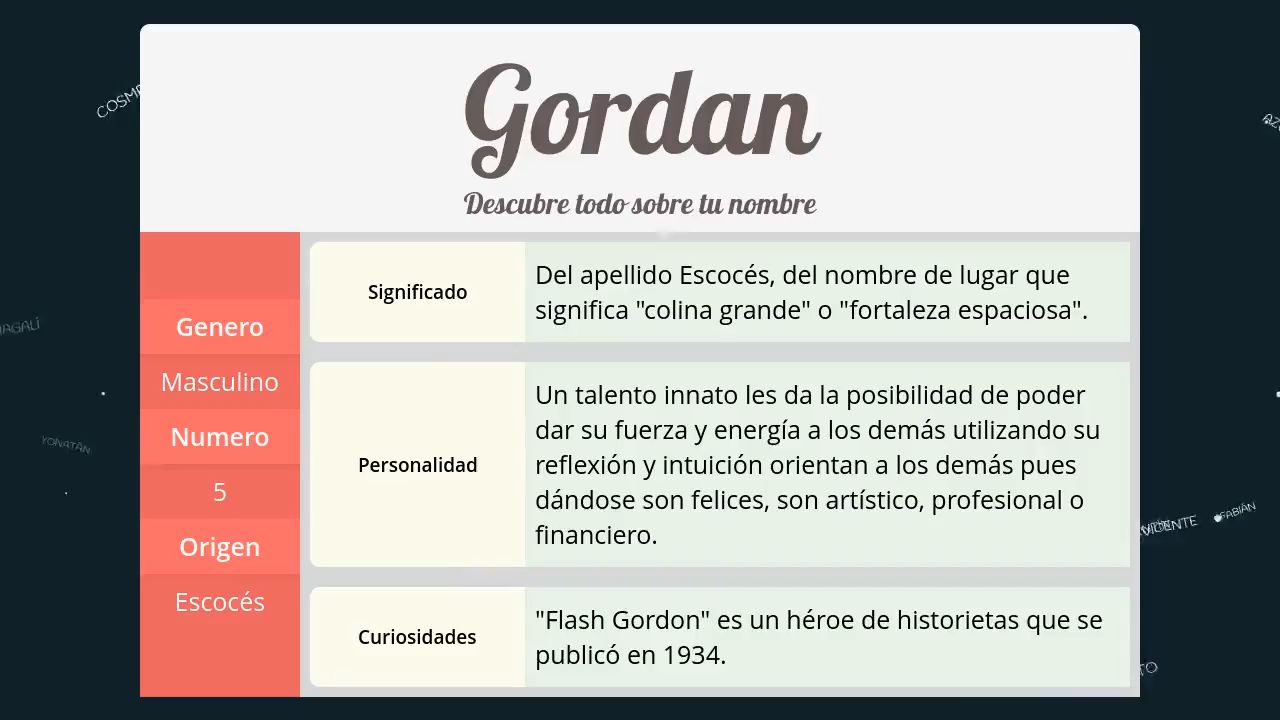 Gordan
Descubre todo sobre tu nombre
Genero
Masculino
Numero
5
Origen
Escocés
Significado
Del apellido Escocés, del nombre de lugar que
significa "colina grande" o "fortaleza espaciosa".
Personalidad
Un talento innato les da la posibilidad de poder
dar su fuerza y energía a los demás utilizando su
reflexión y intuición orientan a los demás pues
dándose son felices, son artístico, profesional o
financiero.
Curiosidades
"Flash Gordon" es un héroe de historietas que se
publicó en 1934.
YONATAN
VICENTE
FABIÁN